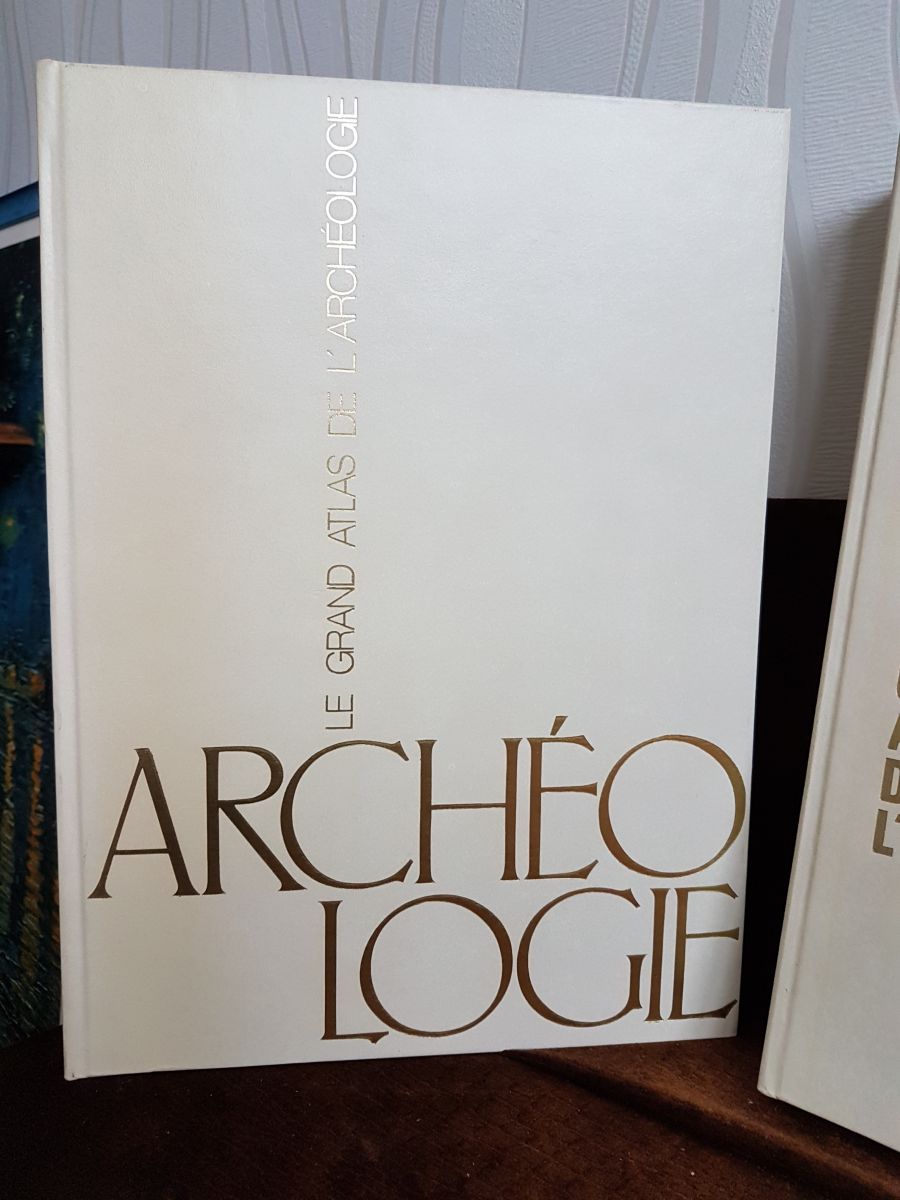 LE GRAND ATLAS DE L'ARCHÉOLOGIE
ARCHÉO
LOGIE